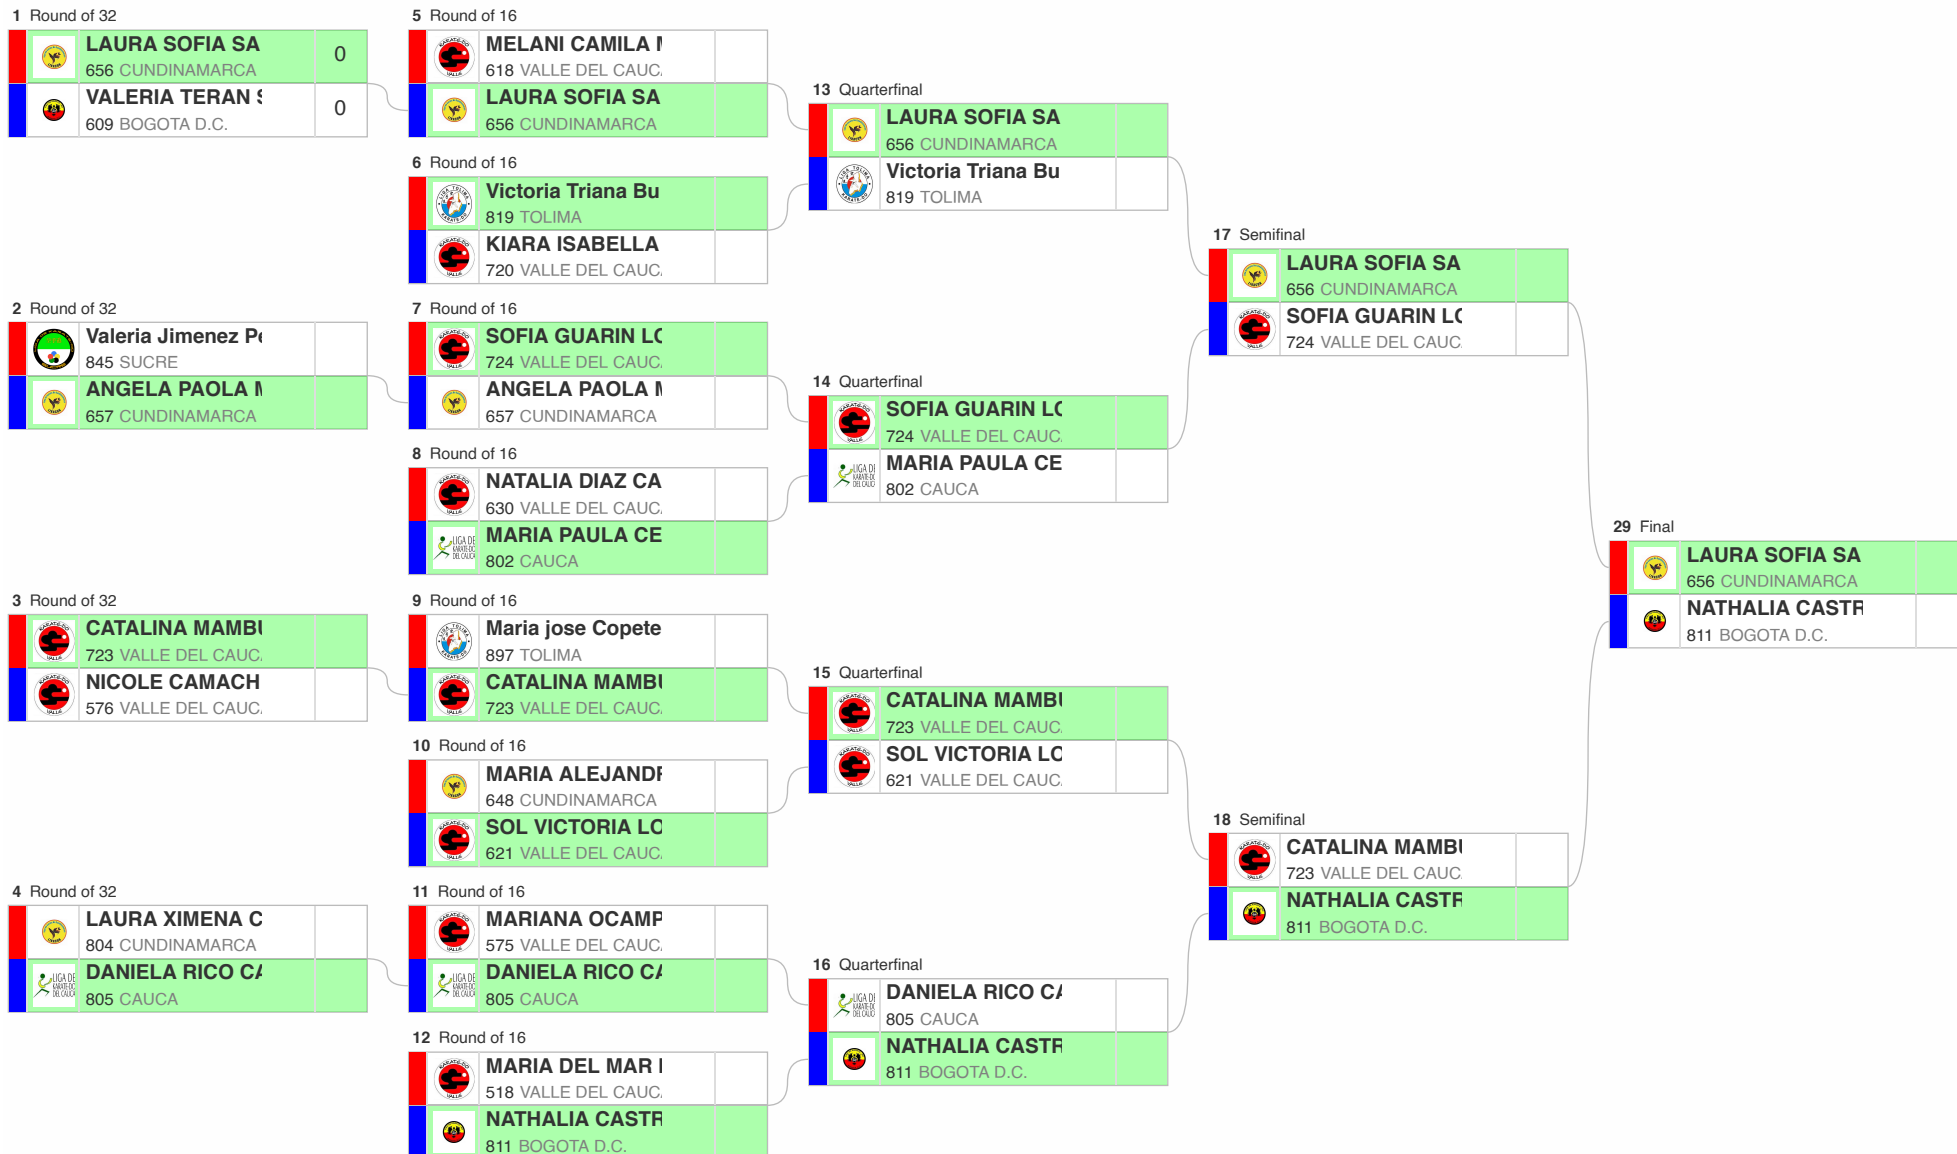 1 Round of 32
LAURA SOFIA SA
656 CUNDINAMARCA
0
VALERIA TERAN
609 BOGOTA D.C.
0
2 Round of 32
Valeria Jimenez
845 SUCRE
ANGELA PAOLA
657 CUNDINAMARCA
3 Round of 32
CATALINA MAMBU
723 VALLE DEL CAUC
NICOLE CAMACH
576 VALLE DEL CAUC
4 Round of 32
LAURA XIMENA C
804 CUNDINAMARCA
DANIELA RICO CA
805 CAUCA
5 Round of 16
MELANI CAMILA
618 VALLE DEL CAUC
LAURA SOFIA SA
656 CUNDINAMARCA
6 Round of 16
Victoria Triana Bu
819 TOLIMA
KIARA ISABELLA
720 VALLE DEL CAUC
7 Round of 16
SOFIA GUARIN LO
724 VALLE DEL CAUC
ANGELA PAOLA
657 CUNDINAMARCA
8 Round of 16
NATALIA DIAZ CA
630 VALLE DEL CAUC
MARIA PAULA CE
802 CAUCA
9 Round of 16
Maria jose Copete
897 TOLIMA
CATALINA MAMBU
723 VALLE DEL CAUC
10 Round of 16
MARIA ALEJANDR
648 CUNDINAMARCA
SOL VICTORIA LO
621 VALLE DEL CAUC
11 Round of 16
MARIANA OCAMP
575 VALLE DEL CAUC
DANIELA RICO CA
805 CAUCA
12 Round of 16
MARIA DEL MAR
518 VALLE DEL CAUC
NATHALIA CASTR
811 BOGOTA D.C.
13 Quarterfinal
LAURA SOFIA SA
656 CUNDINAMARCA
Victoria Triana Bu
819 TOLIMA
14 Quarterfinal
SOFIA GUARIN LO
724 VALLE DEL CAUC
MARIA PAULA CE
802 CAUCA
15 Quarterfinal
CATALINA MAMBU
723 VALLE DEL CAUC
SOL VICTORIA LO
621 VALLE DEL CAUC
16 Quarterfinal
DANIELA RICO CA
805 CAUCA
NATHALIA CASTR
811 BOGOTA D.C.
17 Semifinal
LAURA SOFIA SA
656 CUNDINAMARCA
SOFIA GUARIN LO
724 VALLE DEL CAUC
18 Semifinal
CATALINA MAMBU
723 VALLE DEL CAUC
NATHALIA CASTR
811 BOGOTA D.C.
29 Final
LAURA SOFIA SA
656 CUNDINAMARCA
NATHALIA CASTR
811 BOGOTA D.C.